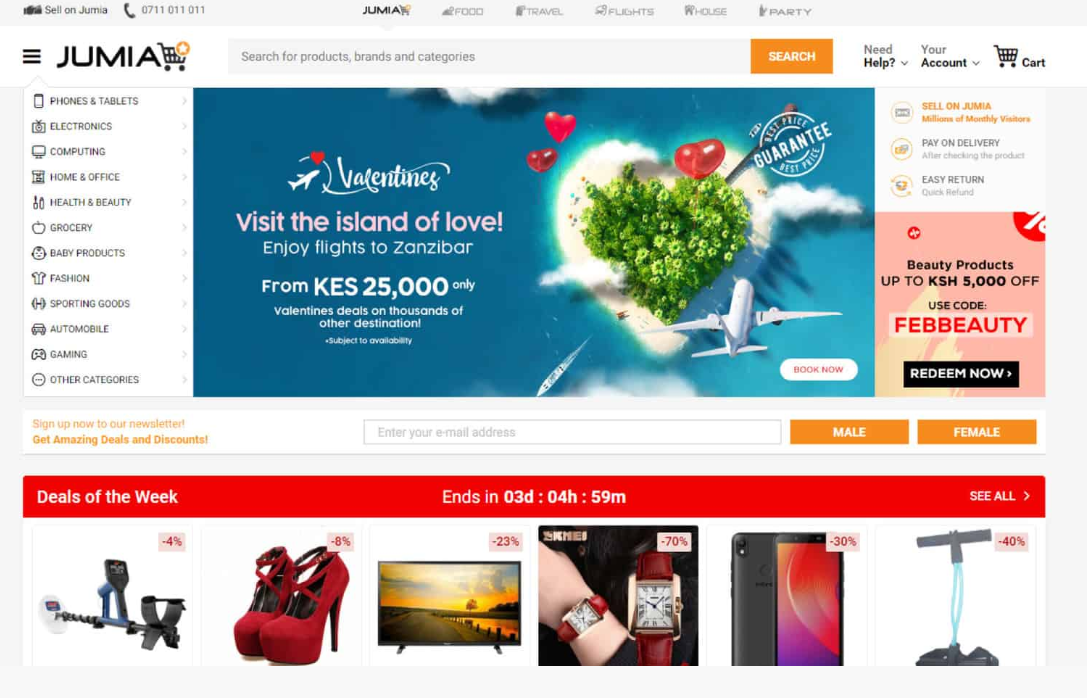 Sell on Jumia
0711 011 011
JUMIA
FOOD
TRAVEL
FLIGHTS
HOUSE
PARTY
JUMIA
Search for products, brands and categories
SEARCH
Need
Help?
Your
Account
Cart
PHONES & TABLETS
ELECTRONICS
COMPUTING
HOME & OFFICE
HEALTH & BEAUTY
GROCERY
BABY PRODUCTS
FASHION
SPORTING GOODS
AUTOMOBILE
GAMING
OTHER CATEGORIES
Valentines
Visit the island of love!
Enjoy flights to Zanzibar
From KES 25,000 only
Valentines deals on thousands of
other destination!
*Subject to availability
BEST PRICE
GUARANTEE
BEST PRICE
BOOK NOW
SELL ON JUMIA
Millions of Monthly Visitors
PAY ON DELIVERY
After checking the product
EASY RETURN
Quick Refund
%
Beauty Products
UP TO KSH 5,000 OFF
USE CODE:
FEBBEAUTY
REDEEM NOW ›
Sign up now to our newsletter!
Get Amazing Deals and Discounts!
Enter your e-mail address
MALE
FEMALE
Deals of the Week
Ends in 03d : 04h : 59m
SEE ALL
-4%
-8%
-23%
SKMEI
-70%
-30%
-40%